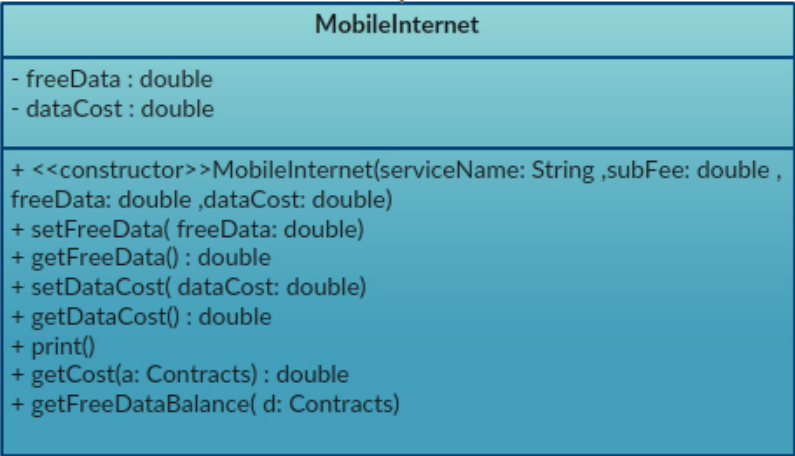 MobileInternet
- freeData : double
- dataCost : double
+ <<constructor>>MobileInternet(serviceName: String ,subFee: double ,
freeData: double ,dataCost: double)
+ setFreeData( freeData: double)
+ getFreeData() : double
+ setDataCost( dataCost: double)
+ getDataCost() : double
+ print()
+ getCost(a: Contracts) : double
+ getFreeDataBalance( d: Contracts)